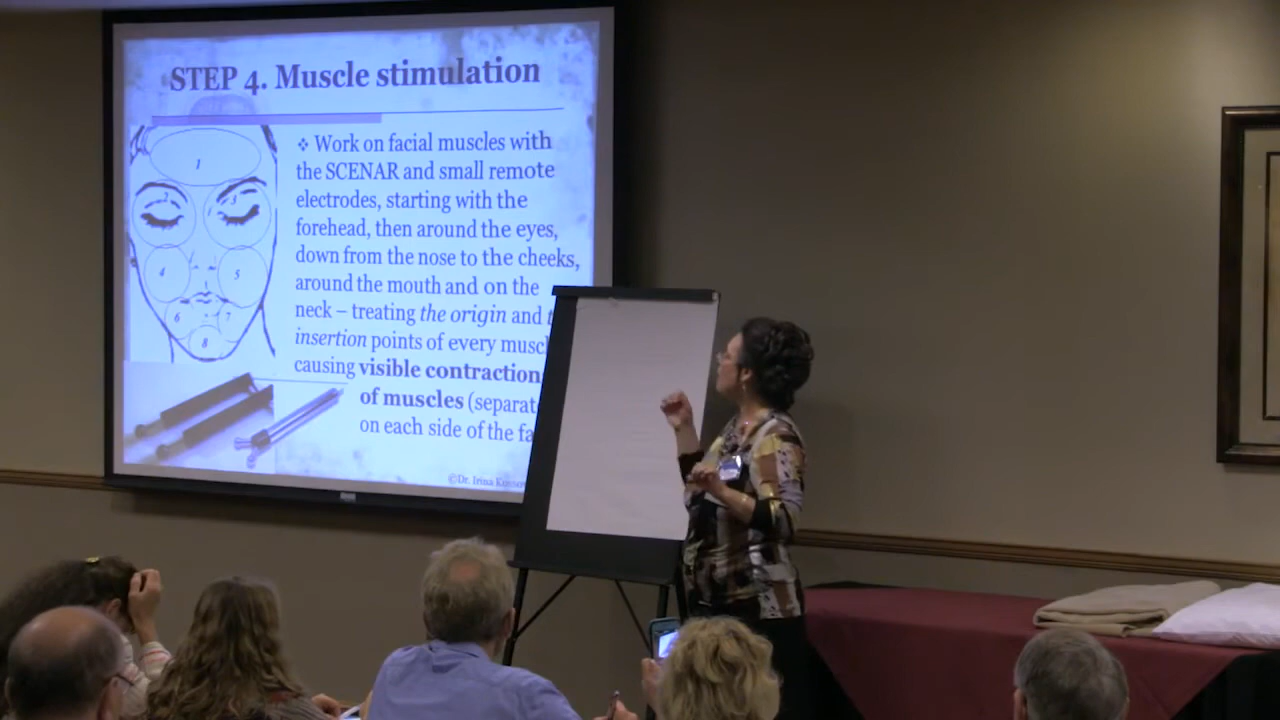 STEP 4. Muscle stimulation
❖ Work on facial muscles with
the SCENAR and small remote
electrodes, starting with the
forehead, then around the eyes,
down from the nose to the cheeks,
around the mouth and on the
neck – treating the origin and
insertion points of every
causing visible contraction
of muscles
on each side of the
1
2
3
4
5
6
7
8
©Dr. Irina